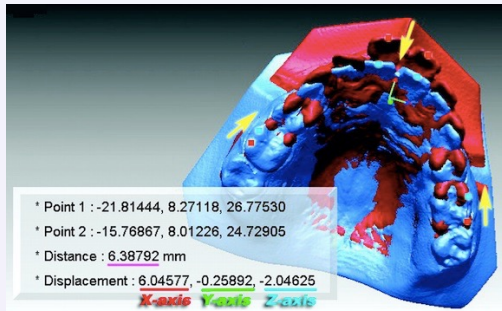 * Point 1 : -21.81444, 8.27118, 26.77530
* Point 2 : -15.76867, 8.01226, 24.72905
* Distance : 6.38792 mm
* Displacement : 6.04577, -0.25892, -2.04625
X-axis Y-axis Z-axis